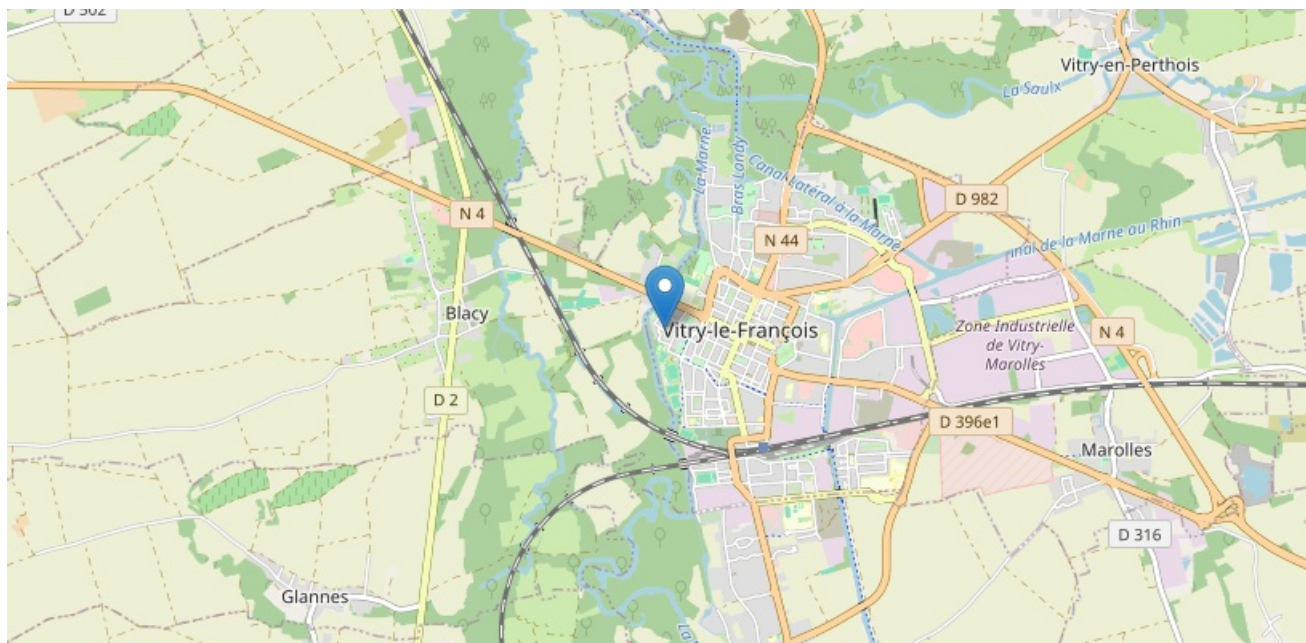 D 302
Vitry-en-Perthois
La Saulx
La Marne
Bras Landy
Canal Latéral à la Marne
D 982
N 4
N 44
nal de la Marne au Rhin
Blacy
Vitry-le-François
Zone Industrielle
de Vitry-
Marolles
N 4
D 2
D 396e1
Marolles
D 316
Glannes
La